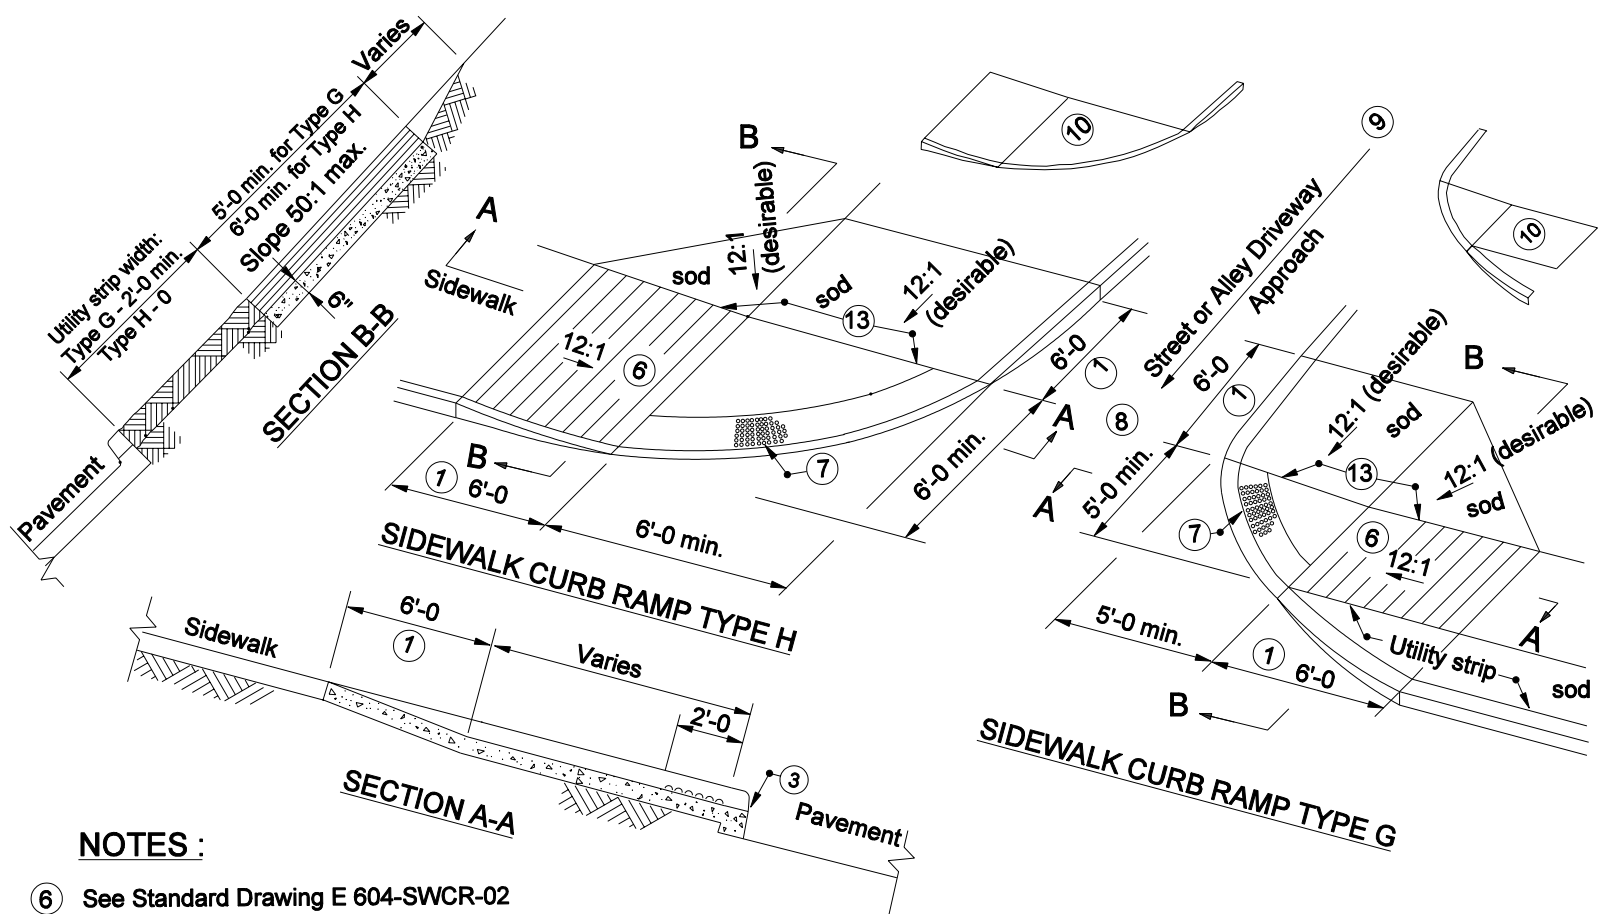 Varies
5'-0 min. for Type G
6'-0 min. for Type H
Slope 50:1 max.
Utility strip width:
Type G - 2'-0 min.
Type H - 0
6"
Pavement
SECTION B-B
A
Sidewalk
B
12:1
(desirable)
sod
sod
12:1
(desirable)
13
12:1
6
6'-0
1
A
8
6'-0 min.
B
7
1
6'-0
6'-0 min.
SIDEWALK CURB RAMP TYPE H
10
9
Street or Alley Driveway
Approach
10
6'-0
1
5'-0 min.
A
12:1 (desirable)
sod
B
12:1 (desirable)
sod
13
7
6
12:1
A
5'-0 min.
1
6'-0
Utility strip
sod
B
SIDEWALK CURB RAMP TYPE G
Sidewalk
6'-0
1
Varies
2'-0
3
Pavement
SECTION A-A
NOTES :
6 See Standard Drawing E 604-SWCR-02